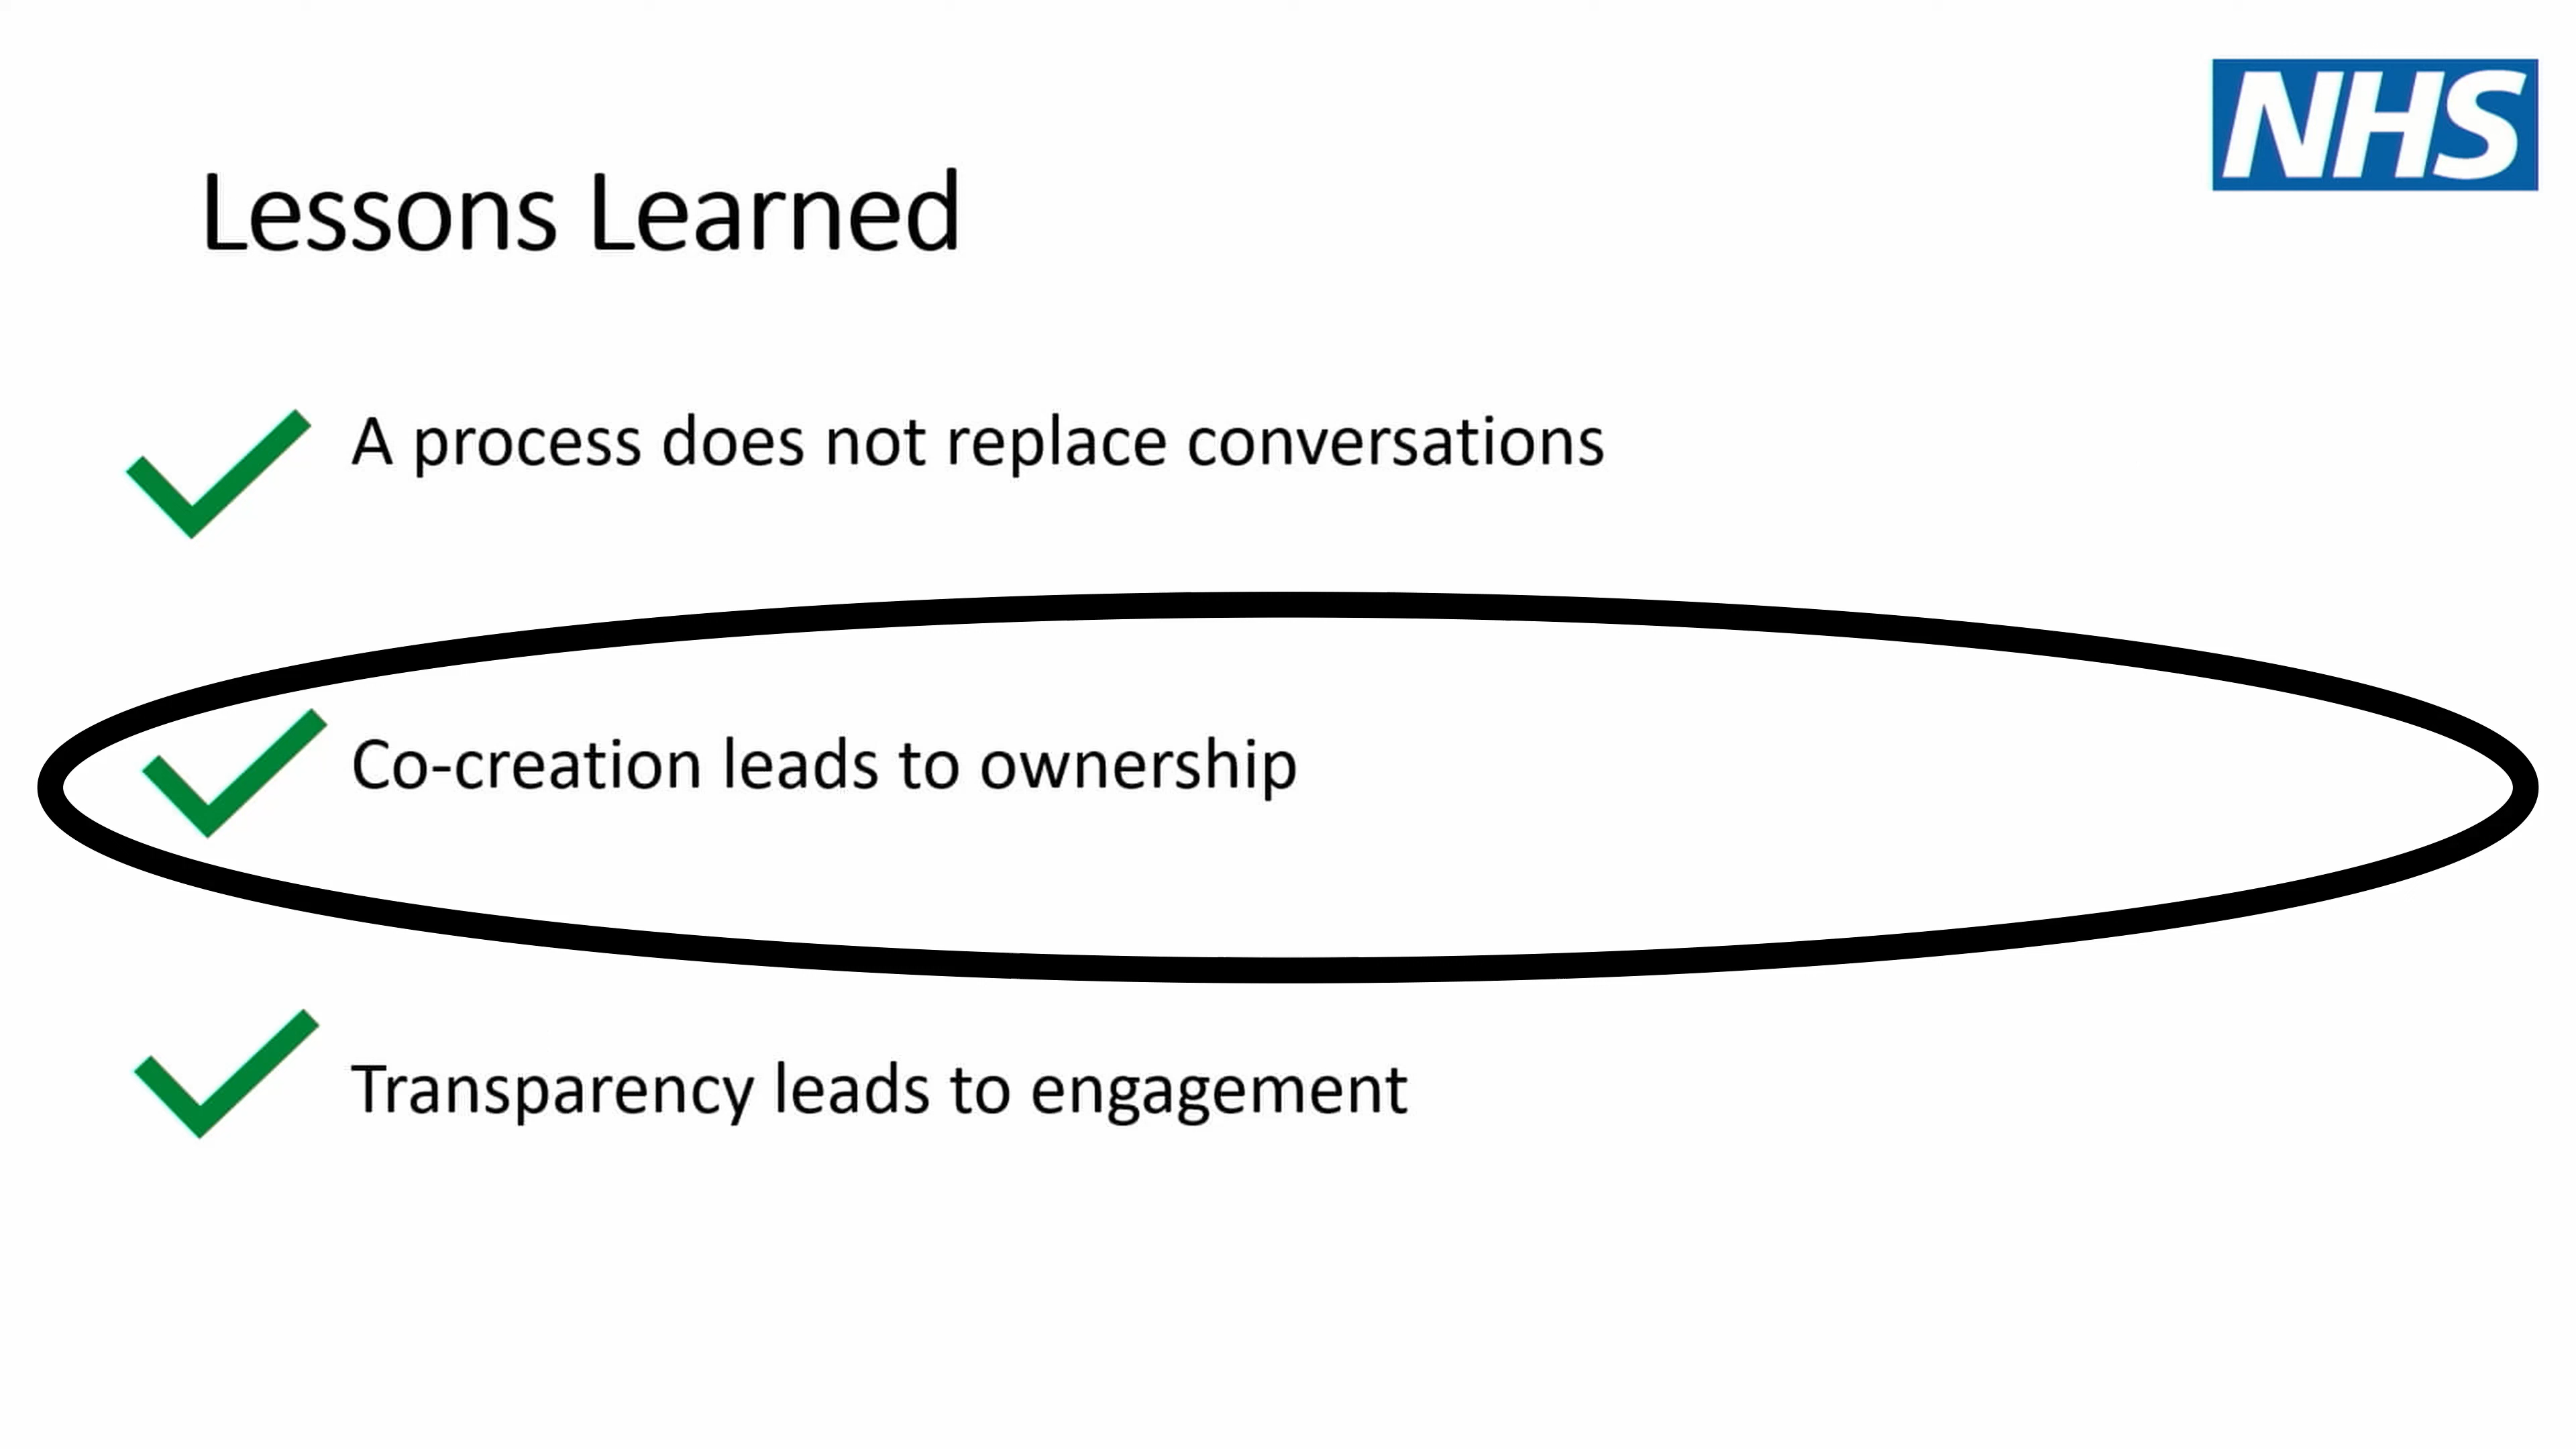 NHS
Lessons Learned
A process does not replace conversations
Co-creation leads to ownership
Transparency leads to engagement